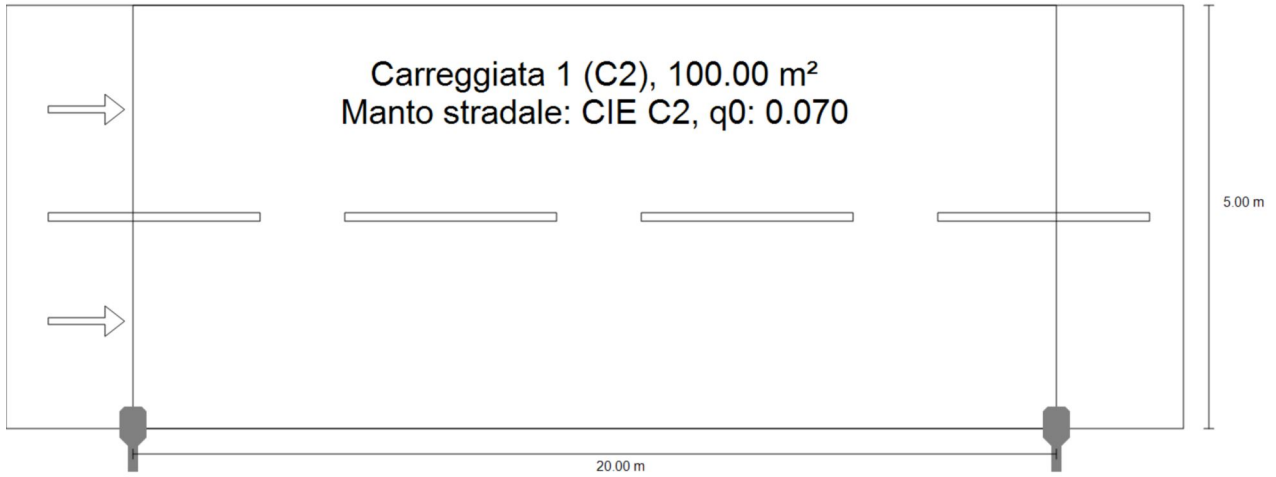 Carreggiata 1 (C2), 100.00 m²
Manto stradale: CIE C2, q0: 0.070
5.00 m
20.00 m